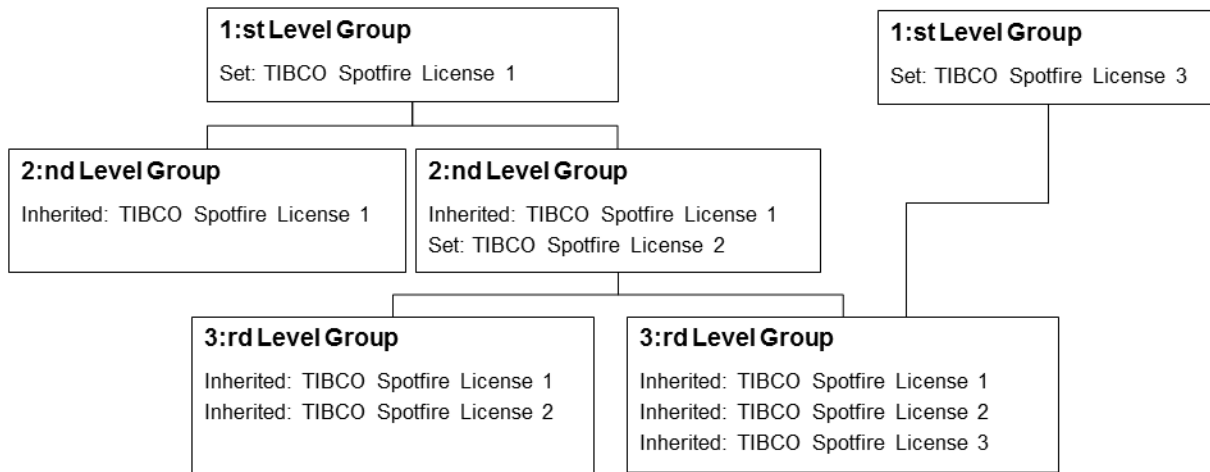 1:st Level Group
Set: TIBCO Spotfire License 1
1:st Level Group
Set: TIBCO Spotfire License 3
2:nd Level Group
Inherited: TIBCO Spotfire License 1
2:nd Level Group
Inherited: TIBCO Spotfire License 1
Set: TIBCO Spotfire License 2
3:rd Level Group
Inherited: TIBCO Spotfire License 1
Inherited: TIBCO Spotfire License 2
3:rd Level Group
Inherited: TIBCO Spotfire License 1
Inherited: TIBCO Spotfire License 2
Inherited: TIBCO Spotfire License 3